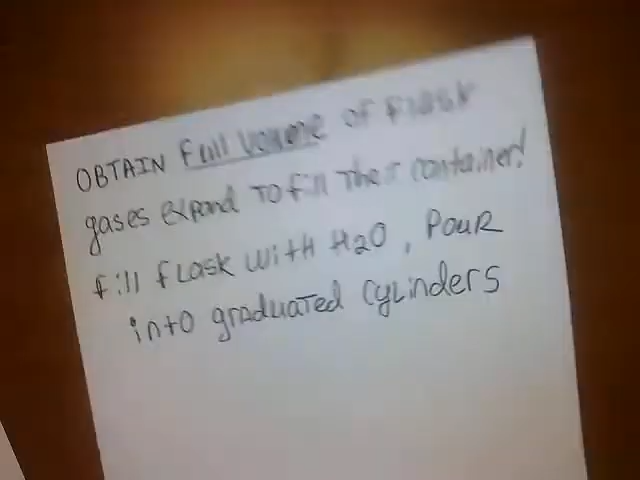 OBTAIN full volume of flask
gases expand TO fill their container!
fill flask with H2O, POUR
into graduated cylinders